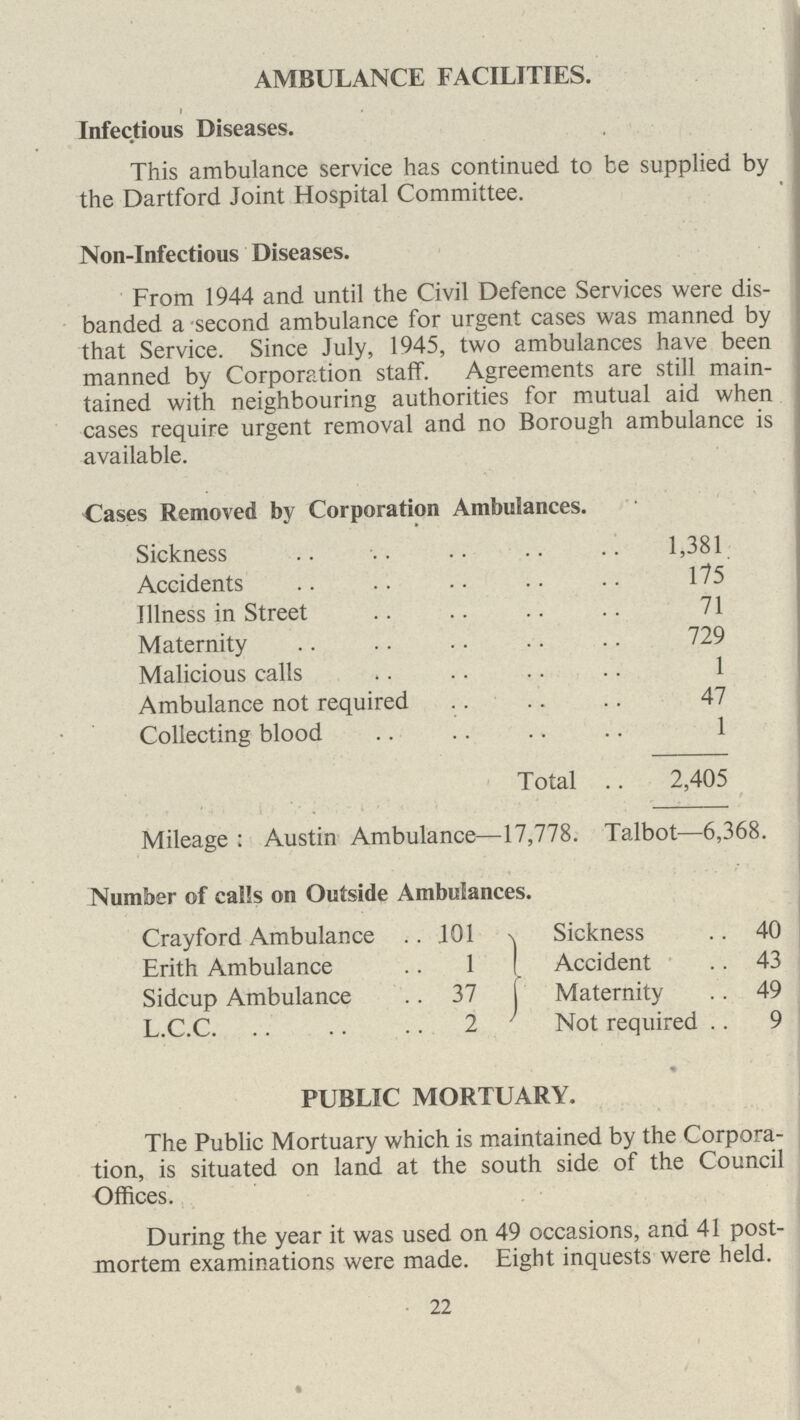 AMBULANCE FACILITIES.
Infectious Diseases.
This ambulance service has continued to be supplied by
the Dartford Joint Hospital Committee.
Non-Infectious Diseases.
From 1944 and until the Civil Defence Services were dis-
banded a second ambulance for urgent cases was manned by
that Service. Since July, 1945, two ambulances have been
manned by Corporation staff. Agreements are still main-
tained with neighbouring authorities for mutual aid when
cases require urgent removal and no Borough ambulance is
available.
Cases Removed by Corporation Ambulances.
Sickness .. .. .. .. .. 1,381
Accidents .. .. .. .. .. 175
Illness in Street .. .. .. .. 71
Maternity .. .. .. .. .. 729
Malicious calls .. .. .. .. 1
Ambulance not required .. .. .. 47
Collecting blood .. .. .. .. 1
Total .. 2,405
Mileage : Austin Ambulance—17,778. Talbot—6,368.
Number of calls on Outside Ambulances.
Crayford Ambulance .. 101 } Sickness .. 40
Erith Ambulance .. 1 Accident .. 43
Sidcup Ambulance .. 37 Maternity .. 49
L.C.C. .. .. .. 2 Not required .. 9
PUBLIC MORTUARY.
The Public Mortuary which is maintained by the Corpora-
tion, is situated on land at the south side of the Council
Offices.
During the year it was used on 49 occasions, and 41 post-
mortem examinations were made. Eight inquests were held.
22